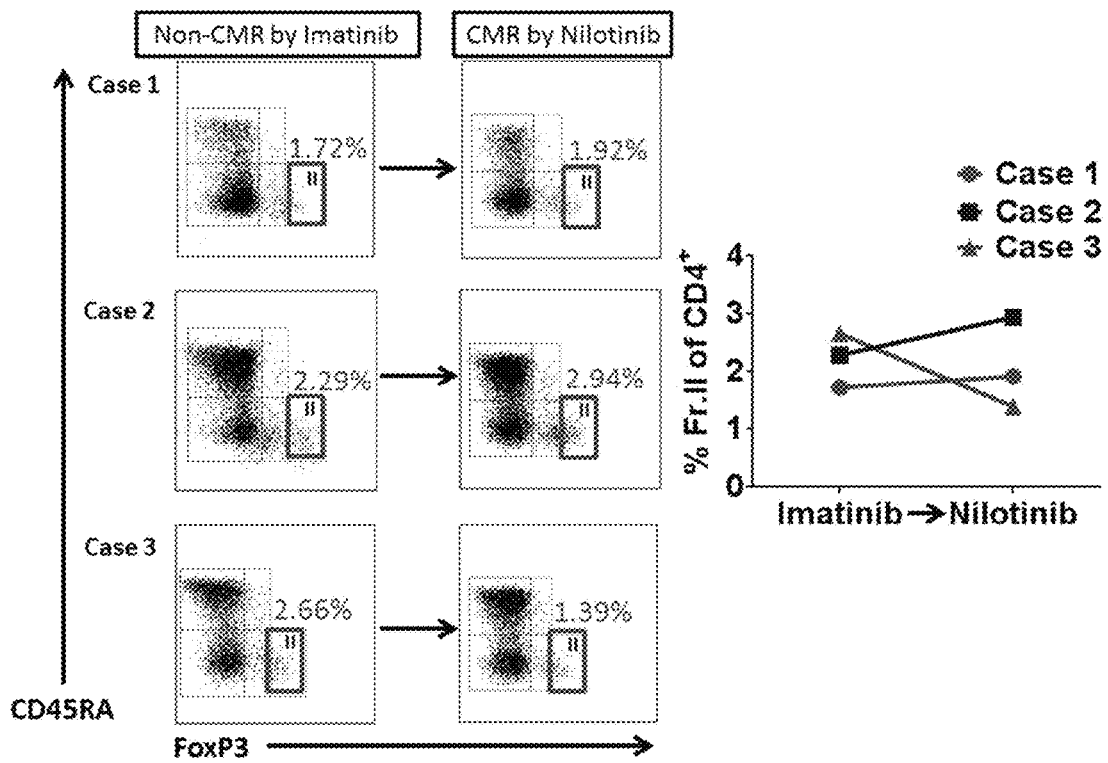 Non-CMR by Imatinib
CMR by Nilotinib
Case 1
1.72%
II
1.92%
II
Case 2
2.29%
II
2.94%
II
Case 3
2.66%
II
1.39%
II
CD45RA
FoxP3
Case 1
Case 2
Case 3
% Fr.II of CD4+
4
3
2
1
0
Imatinib → Nilotinib